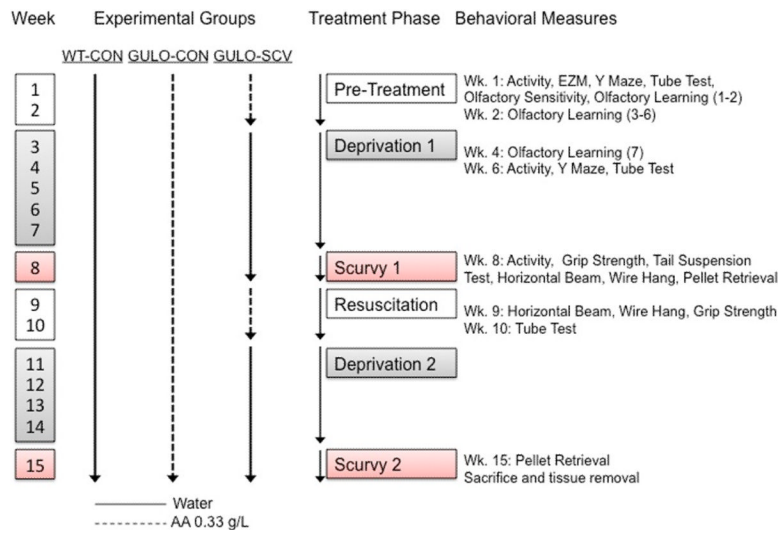 Week Experimental Groups Treatment Phase Behavioral Measures
WT-CON GULO-CON GULO-SCV
1
2
Pre-Treatment
Wk. 1: Activity, EZM, Y Maze, Tube Test,
Olfactory Sensitivity, Olfactory Learning (1-2)
Wk. 2: Olfactory Learning (3-6)
3
4
5
6
7
Deprivation 1
Wk. 4: Olfactory Learning (7)
Wk. 6: Activity, Y Maze, Tube Test
8
Scurvy 1
Wk. 8: Activity, Grip Strength, Tail Suspension
Test, Horizontal Beam, Wire Hang, Pellet Retrieval
9
10
Resuscitation
Wk. 9: Horizontal Beam, Wire Hang, Grip Strength
Wk. 10: Tube Test
11
12
13
14
Deprivation 2
15
Scurvy 2
Wk. 15: Pellet Retrieval
Sacrifice and tissue removal
Water
AA 0.33 g/L